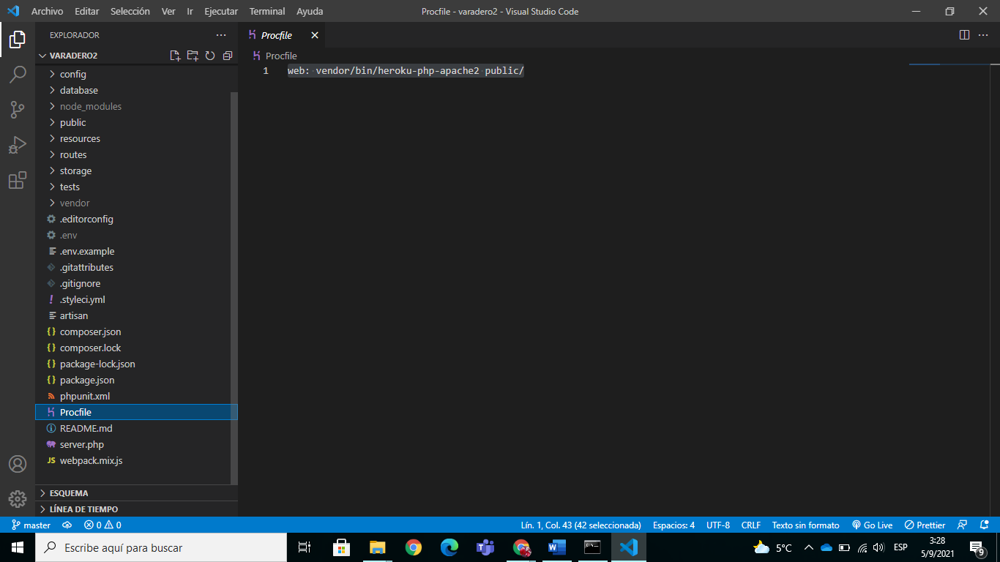 Archivo Editar Selección Ver Ir Ejecutar Terminal Ayuda
Procfile - varadero2 - Visual Studio Code
EXPLORADOR
VARADERO2
config
database
node_modules
public
resources
routes
storage
tests
vendor
.editorconfig
.env
.env.example
.gitattributes
.gitignore
.styleci.yml
artisan
composer.json
composer.lock
package-lock.json
package.json
phpunit.xml
Procfile
README.md
server.php
webpack.mix.js
ESQUEMA
LÍNEA DE TIEMPO
Procfile
Procfile
1 web: vendor/bin/heroku-php-apache2 public/
master 0 0 Lín. 1, Col. 43 (42 seleccionada) Espacios: 4 UTF-8 CRLF Texto sin formato Go Live Prettier
Escribe aquí para buscar
5°C ESP
3:28
5/9/2021
9